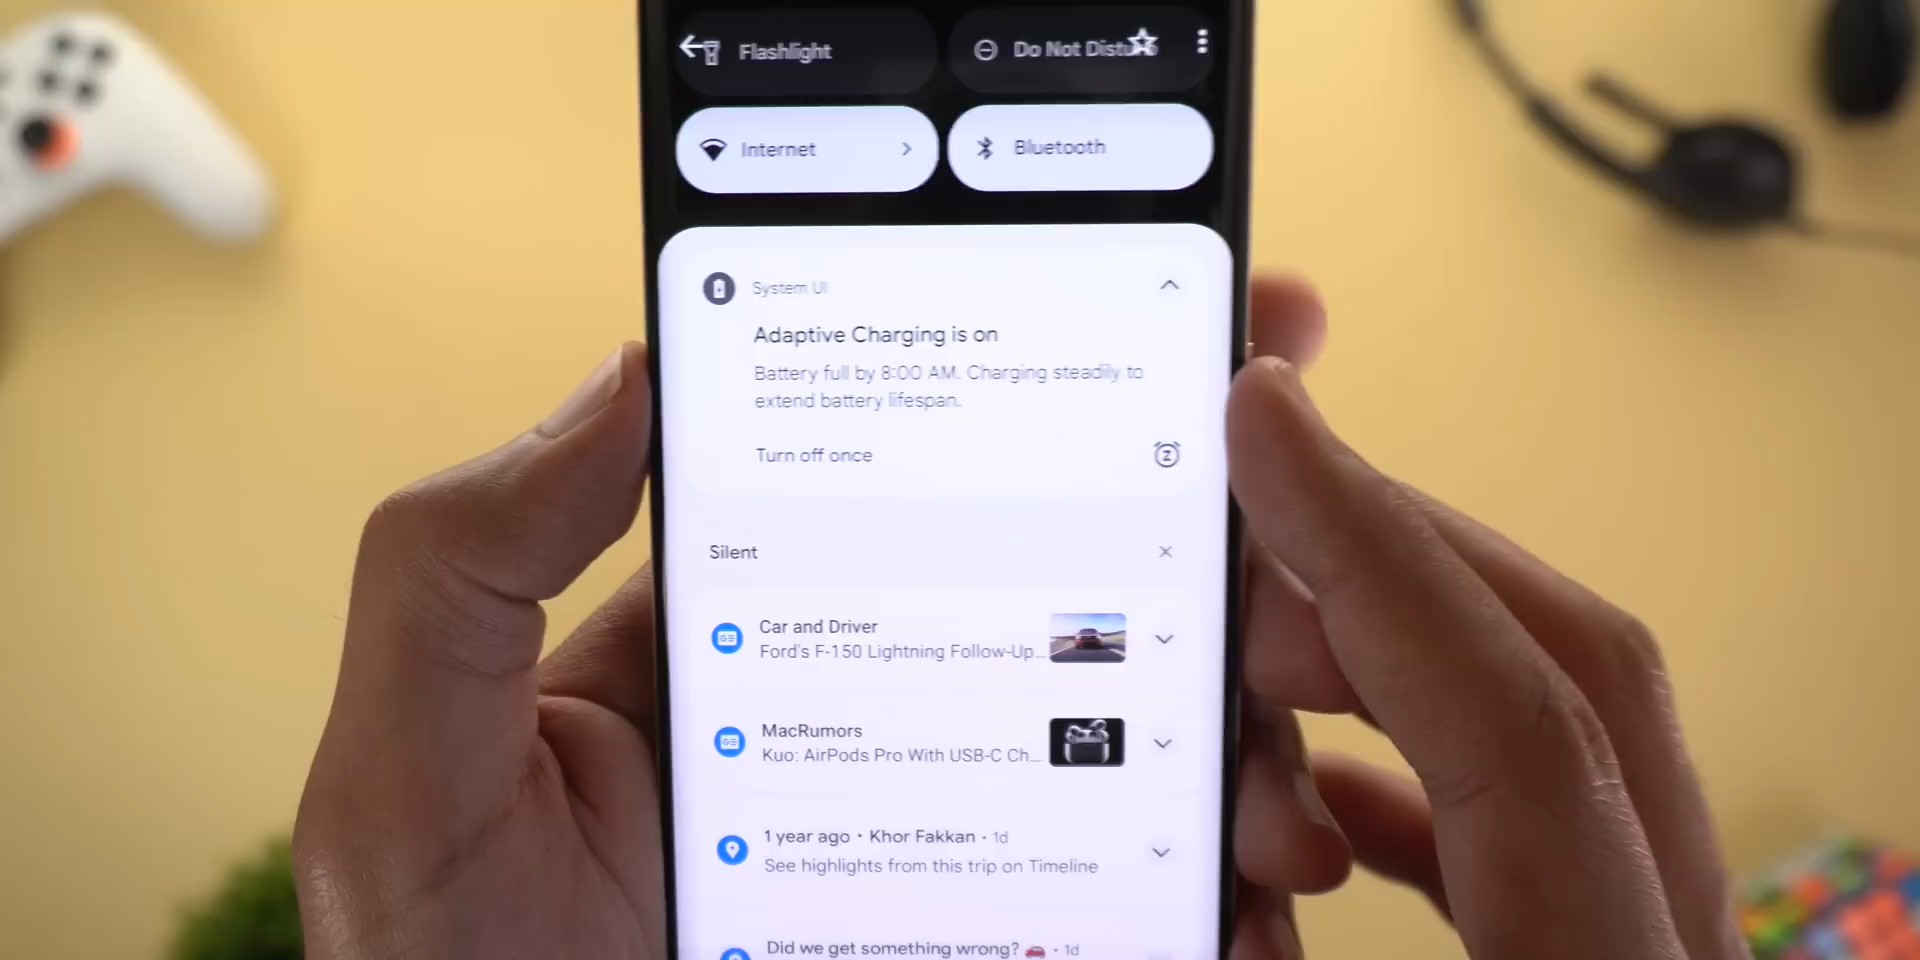 Flashlight
Do Not Disturb
Internet
Bluetooth
System UI
Adaptive Charging is on
Battery full by 8:00 AM. Charging steadily to
extend battery lifespan.
Turn off once
Silent
Car and Driver
Ford's F-150 Lightning Follow-Up...
MacRumors
Kuo: AirPods Pro With USB-C Ch...
1 year ago • Khor Fakkan • 1d
See highlights from this trip on Timeline
Did we get something wrong? 🚗 • 1d